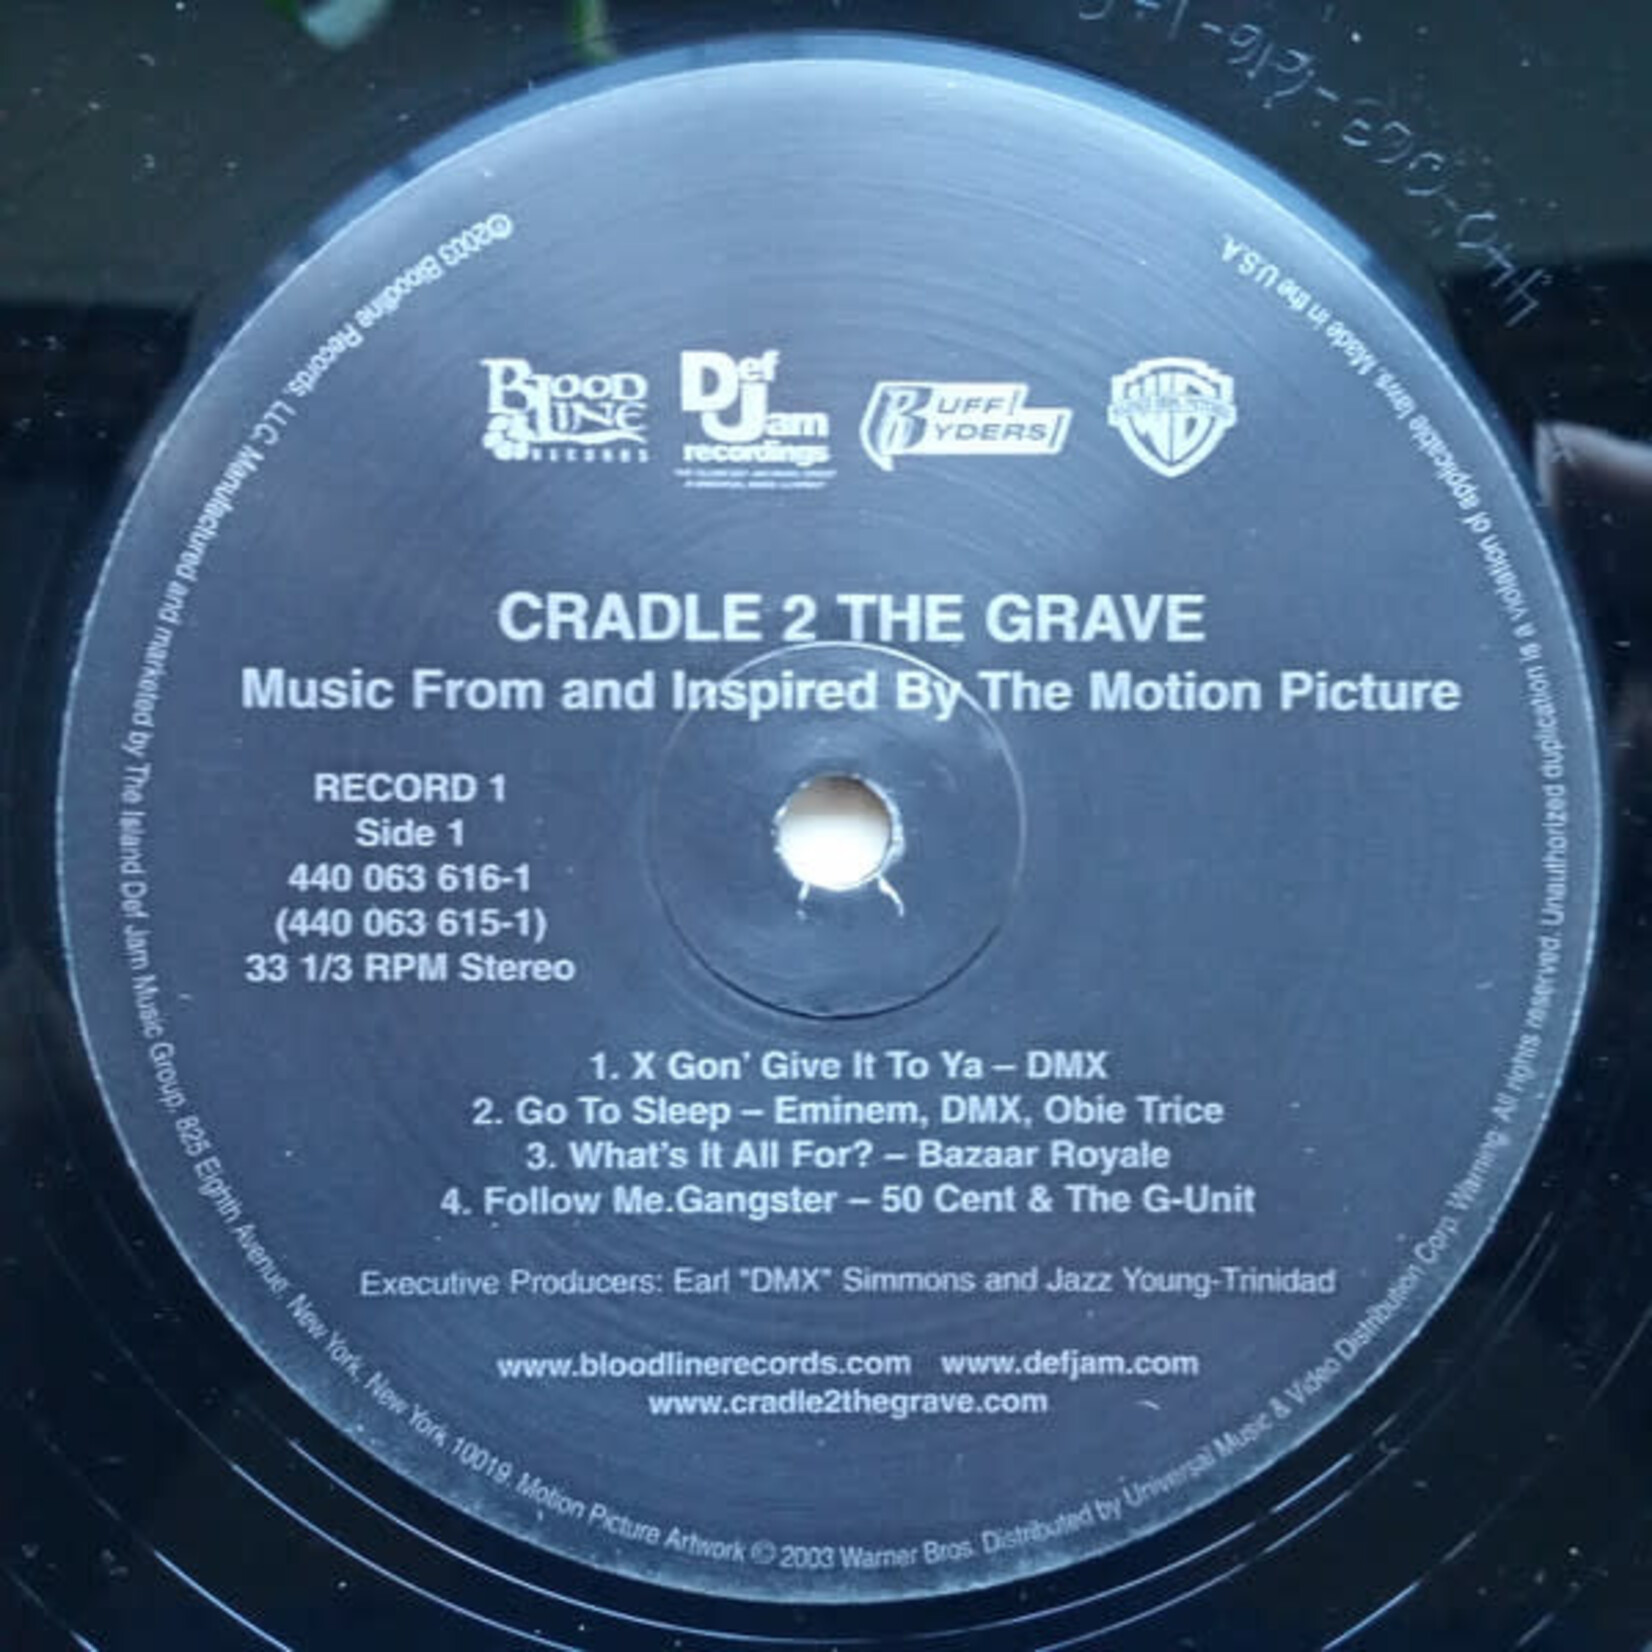 BLOOD LINE
RECORDS
Def Jam
recordings
RUFF
RYDERS
CRADLE 2 THE GRAVE
Music From and Inspired By The Motion Picture
RECORD 1
Side 1
440 063 616-1
(440 063 615-1)
33 1/3 RPM Stereo
1. X Gon' Give It To Ya – DMX
2. Go To Sleep – Eminem, DMX, Obie Trice
3. What's It All For? – Bazaar Royale
4. Follow Me.Gangster – 50 Cent & The G-Unit
Executive Producers: Earl "DMX" Simmons and Jazz Young-Trinidad
www.bloodlinerecords.com www.defjam.com
www.cradle2thegrave.com
℗2003 Bloodline Records, LLC Manufactured and marketed by The Island Def Jam Music Group, 825 Eighth Avenue, New York, New York 10019. Motion Picture Artwork © 2003 Warner Bros. Distributed by Universal Music & Video Distribution Corp. Warning: All rights reserved. Unauthorized duplication is a violation of applicable laws. Made in the U.S.A.